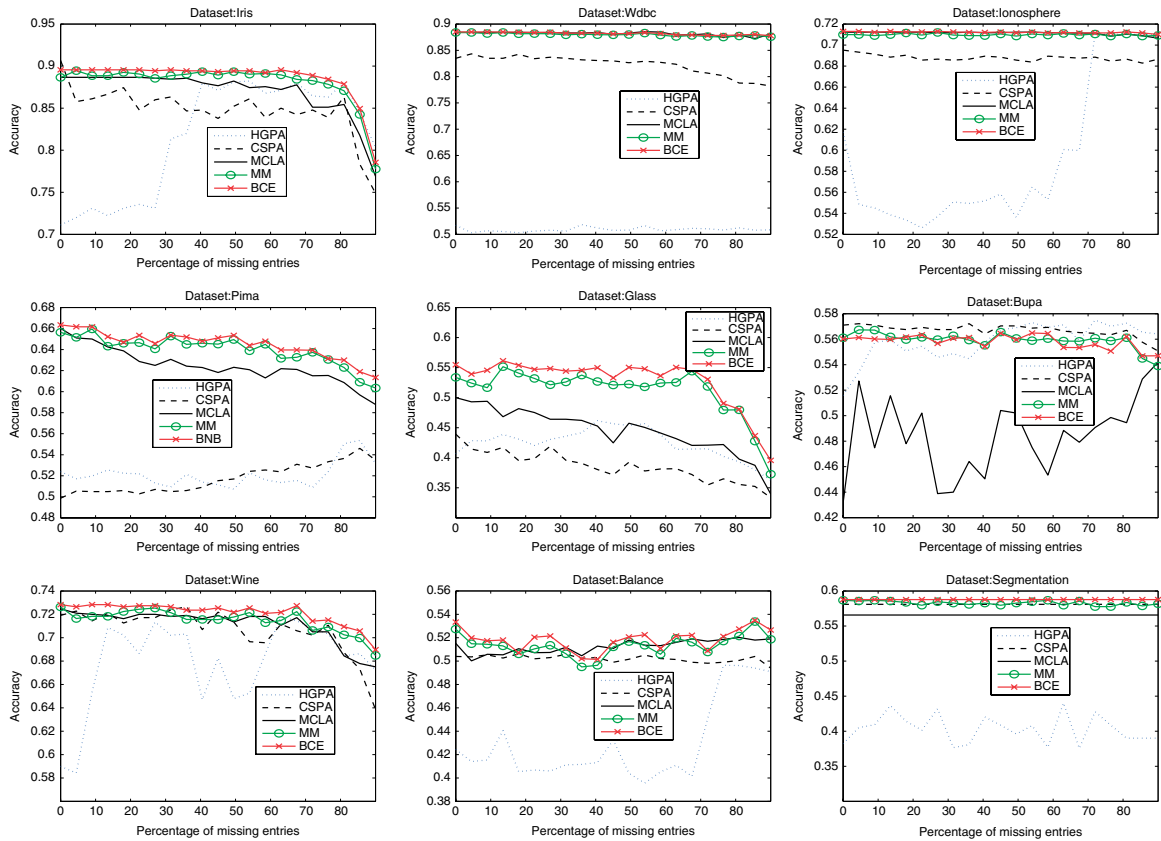 Dataset:Iris
0.95
0.9
0.85
0.8
0.75
0.7
Accuracy
HGPA
CSPA
MCLA
MM
BCE
0 10 20 30 40 50 60 70 80
Percentage of missing entries
Dataset:Wdbc
0.9
0.85
0.8
0.75
0.7
0.65
0.6
0.55
0.5
Accuracy
HGPA
CSPA
MCLA
MM
BCE
0 10 20 30 40 50 60 70 80
Percentage of missing entries
Dataset:Ionosphere
0.72
0.7
0.68
0.66
0.64
0.62
0.6
0.58
0.56
0.54
0.52
Accuracy
HGPA
CSPA
MCLA
MM
BCE
0 10 20 30 40 50 60 70 80
Percentage of missing entries
Dataset:Pima
0.68
0.66
0.64
0.62
0.6
0.58
0.56
0.54
0.52
0.5
0.48
Accuracy
HGPA
CSPA
MCLA
MM
BNB
0 10 20 30 40 50 60 70 80
Percentage of missing entries
Dataset:Glass
0.65
0.6
0.55
0.5
0.45
0.4
0.35
Accuracy
HGPA
CSPA
MCLA
MM
BCE
0 10 20 30 40 50 60 70 80
Percentage of missing entries
Dataset:Bupa
0.58
0.56
0.54
0.52
0.5
0.48
0.46
0.44
0.42
Accuracy
HGPA
CSPA
MCLA
MM
BCE
0 10 20 30 40 50 60 70 80
Percentage of missing entries
Dataset:Wine
0.74
0.72
0.7
0.68
0.66
0.64
0.62
0.6
0.58
0.56
Accuracy
HGPA
CSPA
MCLA
MM
BCE
0 10 20 30 40 50 60 70 80
Percentage of missing entries
Dataset:Balance
0.56
0.54
0.52
0.5
0.48
0.46
0.44
0.42
0.4
0.38
Accuracy
HGPA
CSPA
MCLA
MM
BCE
0 10 20 30 40 50 60 70 80
Percentage of missing entries
Dataset:Segmentation
0.6
0.55
0.5
0.45
0.4
0.35
Accuracy
HGPA
CSPA
MCLA
MM
BCE
0 10 20 30 40 50 60 70 80
Percentage of missing entries